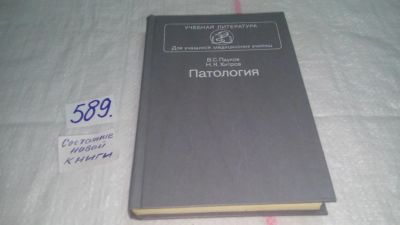 УЧЕБНАЯ ЛИТЕРАТУРА
Для учащихся медицинских училищ
В.С. Пауков
Н.К. Хитров
Патология
589.
Состояние
новой
книги